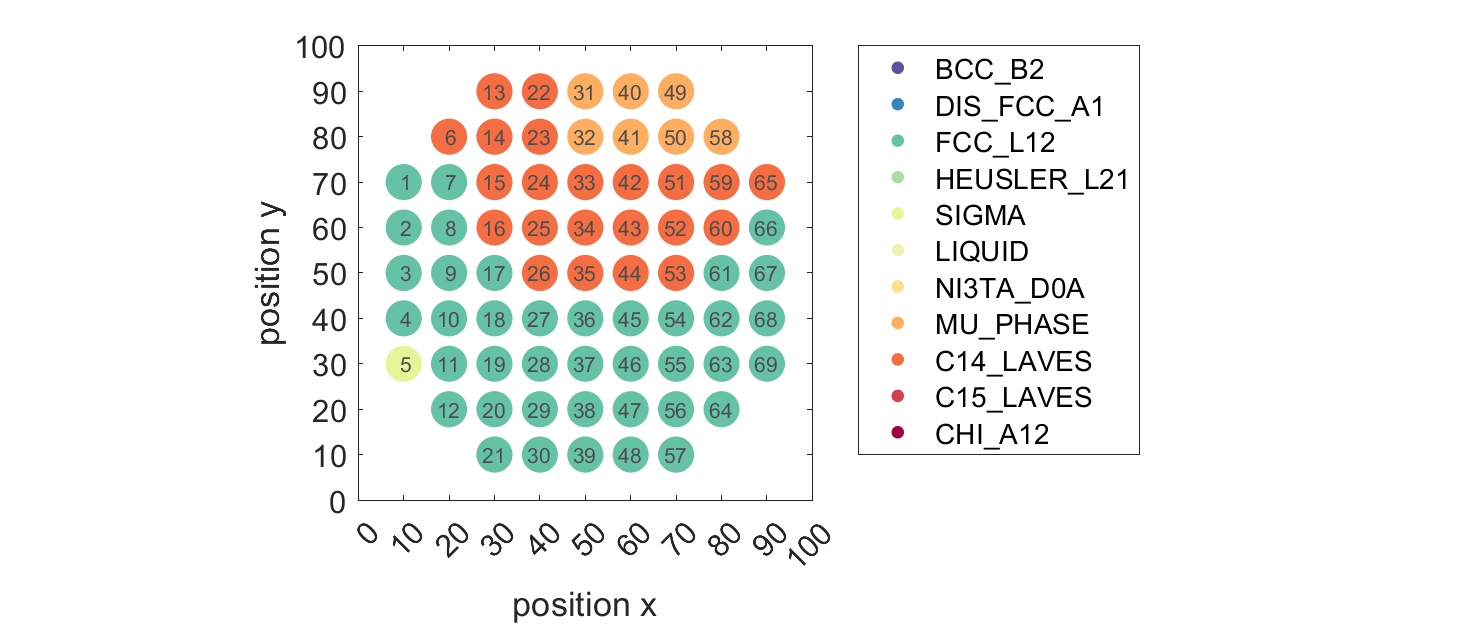 100
90
80
70
60
50
40
30
20
10
0
position y
13 22 31 40 49
6 14 23 32 41 50 58
1 7 15 24 33 42 51 59 65
2 8 16 25 34 43 52 60 66
3 9 17 26 35 44 53 61 67
4 10 18 27 36 45 54 62 68
5 11 19 28 37 46 55 63 69
12 20 29 38 47 56 64
21 30 39 48 57
0 10 20 30 40 50 60 70 80 90 100
position x
BCC_B2
DIS_FCC_A1
FCC_L12
HEUSLER_L21
SIGMA
LIQUID
NI3TA_D0A
MU_PHASE
C14_LAVES
C15_LAVES
CHI_A12